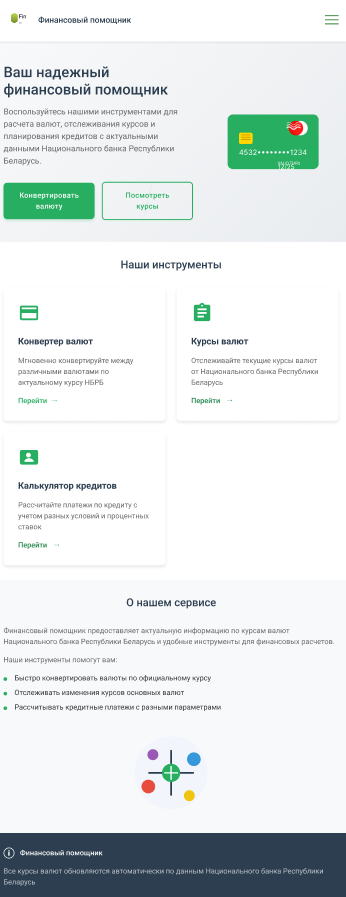 Fin
Финансовый помощник
Ваш надежный
финансовый помощник
Воспользуйтесь нашими инструментами для
расчета валют, отслеживания курсов и
планирования кредитов с актуальными
данными Национального банка Республики
Беларусь.
4532••••••••1234
VALID THRU
12/25
Конвертировать
валюту
Посмотреть
курсы
Наши инструменты
Конвертер валют
Мгновенно конвертируйте между
различными валютами по
актуальному курсу НБРБ
Перейти →
Курсы валют
Отслеживайте текущие курсы валют
от Национального банка Республики
Беларусь
Перейти →
Калькулятор кредитов
Рассчитайте платежи по кредиту с
учетом разных условий и процентных
ставок
Перейти →
О нашем сервисе
Финансовый помощник предоставляет актуальную информацию по курсам валют
Национального банка Республики Беларусь и удобные инструменты для финансовых расчетов.
Наши инструменты помогут вам:
Быстро конвертировать валюты по официальному курсу
Отслеживать изменения курсов основных валют
Рассчитывать кредитные платежи с разными параметрами
Финансовый помощник
Все курсы валют обновляются автоматически по данным Национального банка Республики
Беларусь